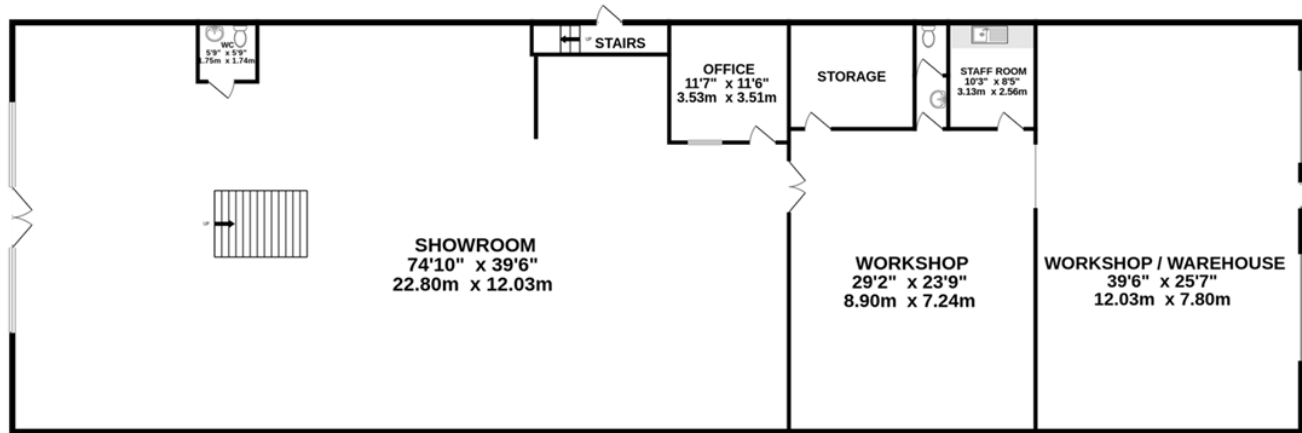 WC
5'9" x 5'9"
1.75m x 1.74m
UP
STAIRS
OFFICE
11'7" x 11'6"
3.53m x 3.51m
STORAGE
STAFF ROOM
10'3" x 8'5"
3.13m x 2.56m
UP
SHOWROOM
74'10" x 39'6"
22.80m x 12.03m
WORKSHOP
29'2" x 23'9"
8.90m x 7.24m
WORKSHOP / WAREHOUSE
39'6" x 25'7"
12.03m x 7.80m